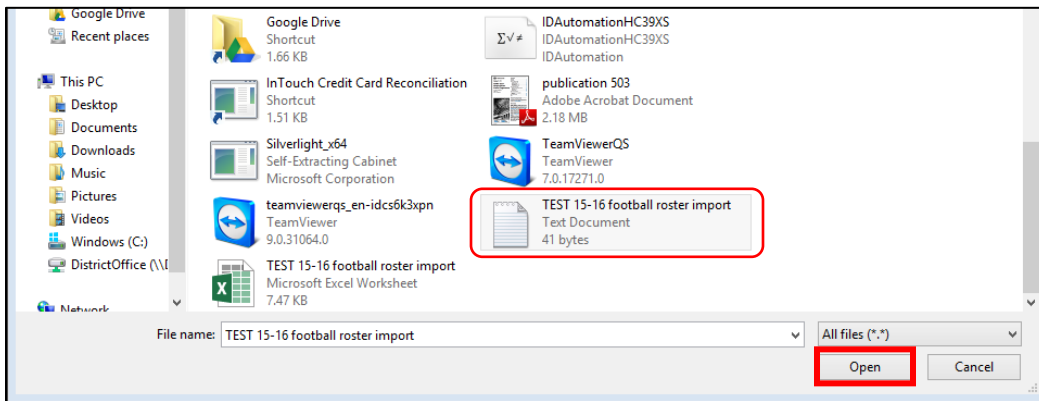 Google Drive
Recent places
This PC
Desktop
Documents
Downloads
Music
Pictures
Videos
Windows (C:)
DistrictOffice (\\
Network
Google Drive
Shortcut
1.66 KB
IDAutomationHC39XS
IDAutomationHC39XS
IDAutomation
InTouch Credit Card Reconciliation
Shortcut
1.51 KB
publication 503
Adobe Acrobat Document
2.18 MB
Silverlight_x64
Self-Extracting Cabinet
Microsoft Corporation
TeamViewerQS
TeamViewer
7.0.17271.0
teamviewerqs_en-idcs6k3xpn
TeamViewer
9.0.31064.0
TEST 15-16 football roster import
Text Document
41 bytes
TEST 15-16 football roster import
Microsoft Excel Worksheet
7.47 KB
File name: TEST 15-16 football roster import
All files (*.*)
Open Cancel